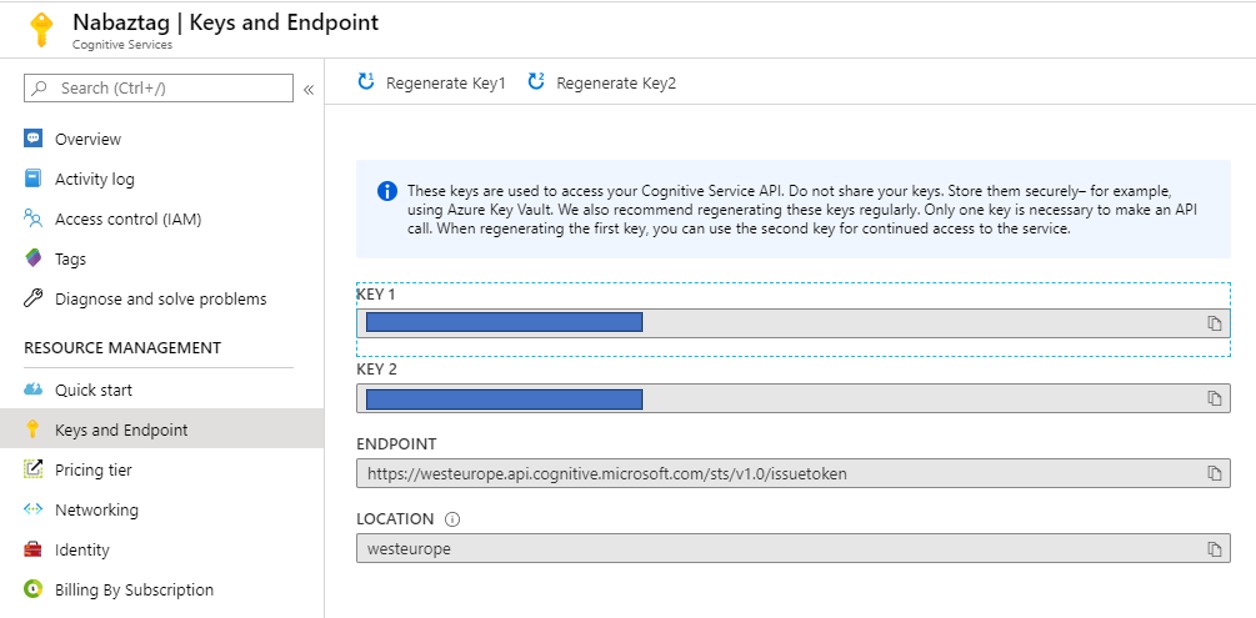 Nabaztag | Keys and Endpoint
Cognitive Services
Search (Ctrl+/)
«
Overview
Activity log
Access control (IAM)
Tags
Diagnose and solve problems
RESOURCE MANAGEMENT
Quick start
Keys and Endpoint
Pricing tier
Networking
Identity
Billing By Subscription
1 Regenerate Key1 2 Regenerate Key2
These keys are used to access your Cognitive Service API. Do not share your keys. Store them securely– for example,
using Azure Key Vault. We also recommend regenerating these keys regularly. Only one key is necessary to make an API
call. When regenerating the first key, you can use the second key for continued access to the service.
KEY 1
KEY 2
ENDPOINT
https://westeurope.api.cognitive.microsoft.com/sts/v1.0/issuetoken
LOCATION
westeurope